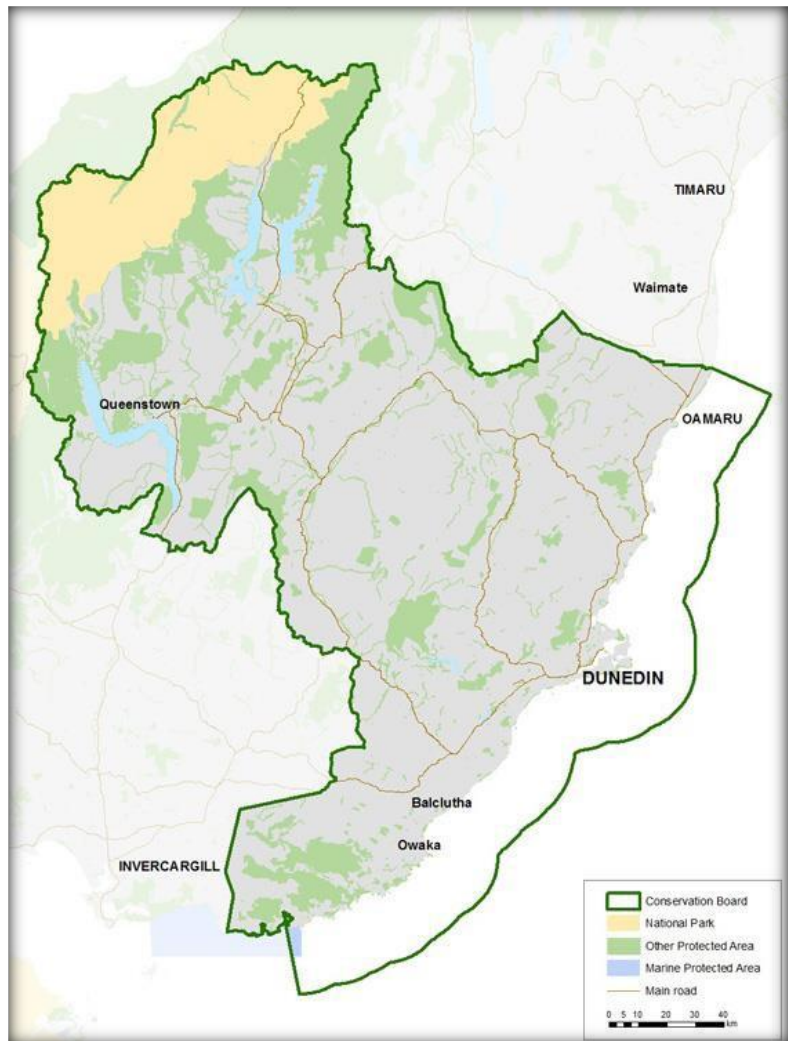 TIMARU
Waimate
Queenstown
OAMARU
DUNEDIN
Balclutha
Owaka
INVERCARGILL
Conservation Board
National Park
Other Protected Area
Marine Protected Area
Main road
0 5 10 20 30 40
km